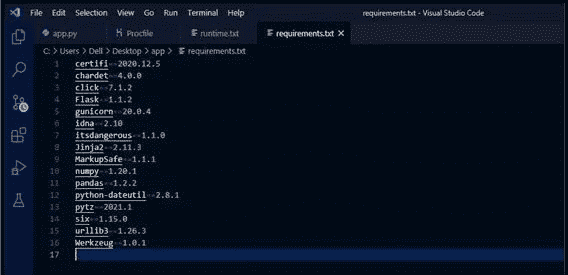 File Edit Selection View Go Run Terminal Help requirements.txt - Visual Studio Code
app.py Procfile runtime.txt requirements.txt
C: > Users > Dell > Desktop > app > requirements.txt
1 certifi==2020.12.5
2 chardet==4.0.0
3 click==7.1.2
4 Flask==1.1.2
5 gunicorn==20.0.4
6 idna==2.10
7 itsdangerous==1.1.0
8 Jinja2==2.11.3
9 MarkupSafe==1.1.1
10 numpy==1.20.1
11 pandas==1.2.2
12 python-dateutil==2.8.1
13 pytz==2021.1
14 six==1.15.0
15 urllib3==1.26.3
16 Werkzeug==1.0.1
17